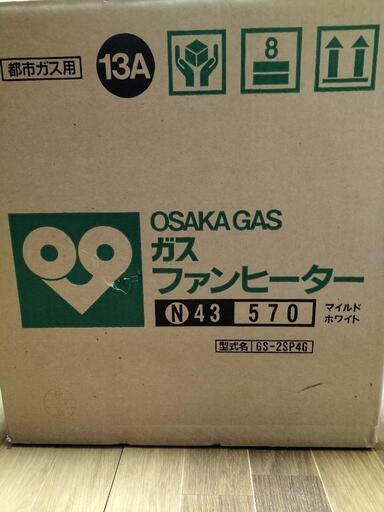 都市ガス用
13A
8
OSAKA GAS
ガス
ファンヒーター
N 43 570
マイルド
ホワイト
型式名 GS-2SP4G